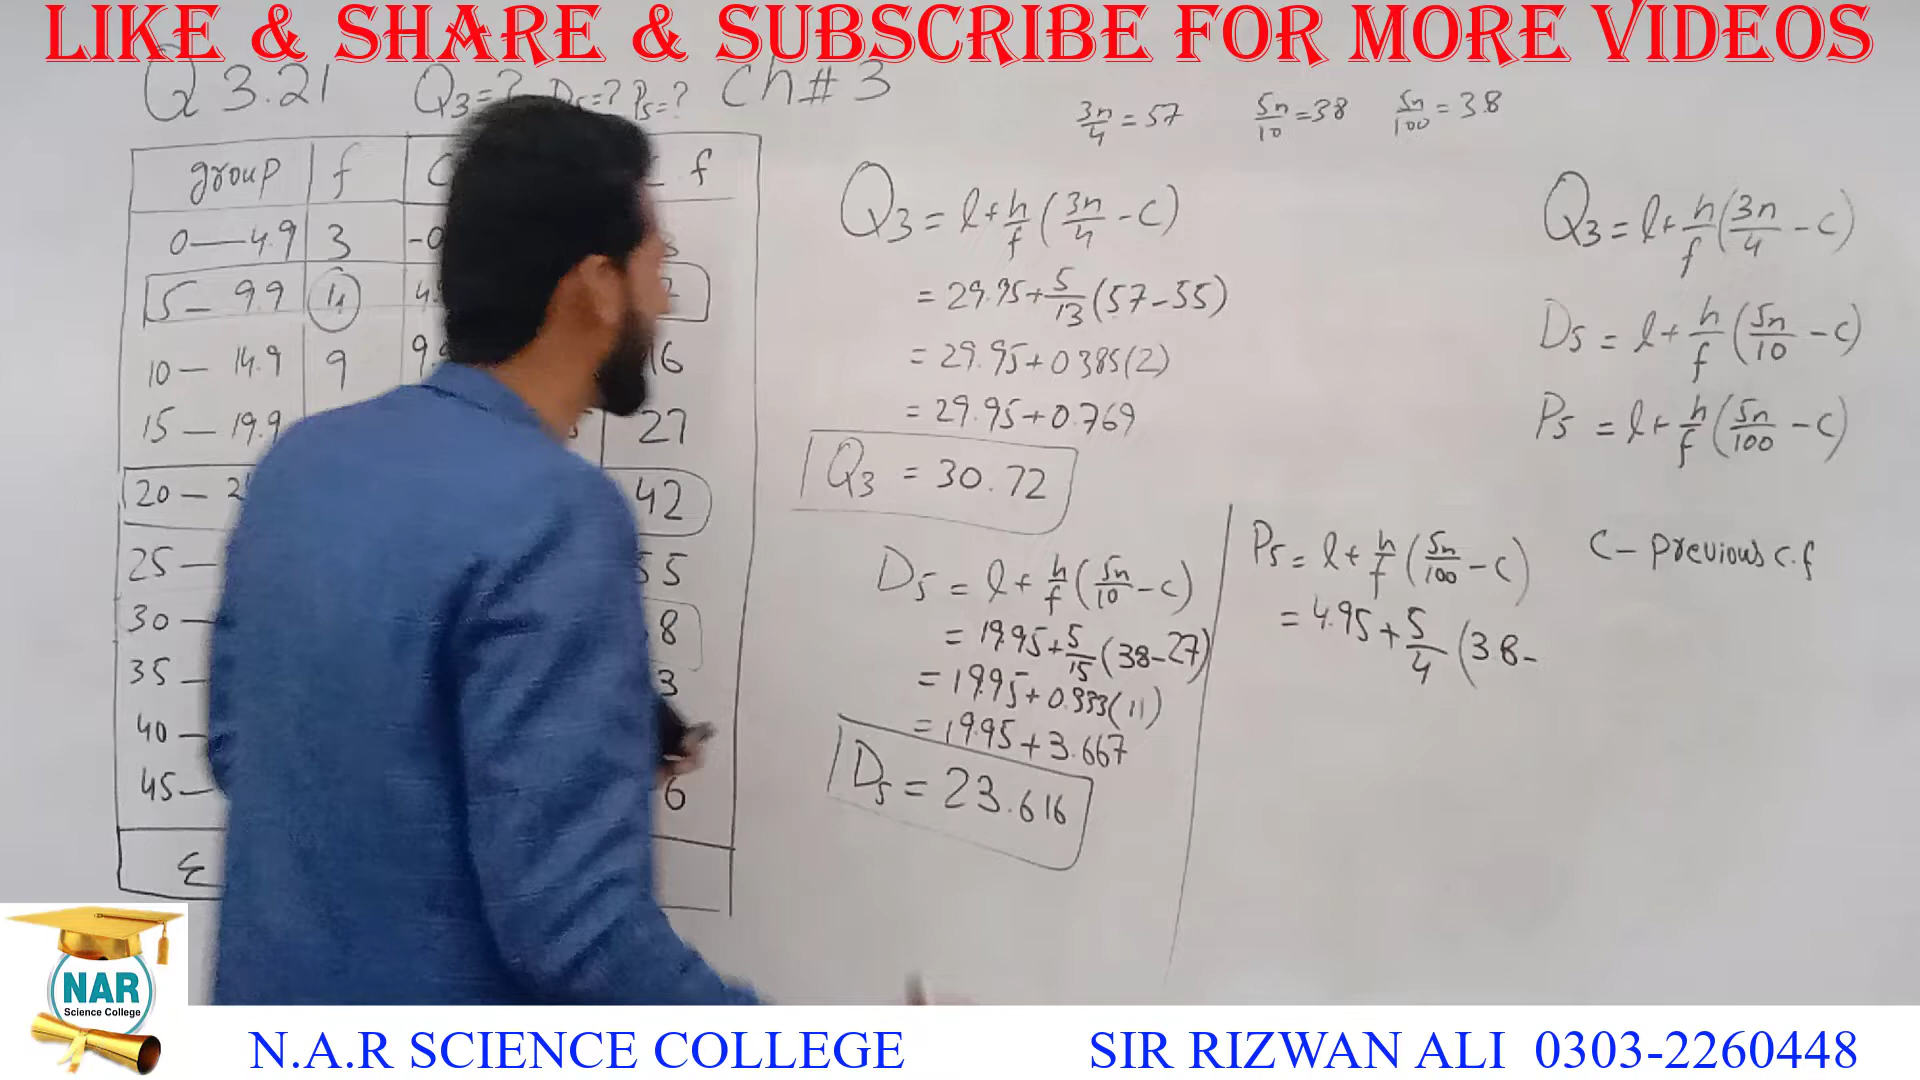 LIKE & SHARE & SUBSCRIBE FOR MORE VIDEOS
Q 3.21 Q3=? D5=? P5=? Ch# 3
3n/4 = 57 5n/10 = 38 5n/100 = 3.8
group f f
0—4.9 3
5—9.9 4
10—14.9 9 16
15—19.9 27
20— 42
25— 55
30— 8
35— 3
40—
45— 6
Σ
Q3 = l + h/f (3n/4 - C)
= 29.95 + 5/13 (57-55)
= 29.95 + 0.385(2)
= 29.95 + 0.769
Q3 = 30.72
D5 = l + h/f (5n/10 - C)
= 19.95 + 5/15 (38-27)
= 19.95 + 0.333(11)
= 19.95 + 3.667
D5 = 23.616
Q3 = l + h/f (3n/4 - C)
D5 = l + h/f (5n/10 - C)
P5 = l + h/f (5n/100 - C)
P5 = l + h/f (5n/100 - C)
= 4.95 + 5/4 (3.8-
C - Previous C.f
NAR
Science College
N.A.R SCIENCE COLLEGE SIR RIZWAN ALI 0303-2260448